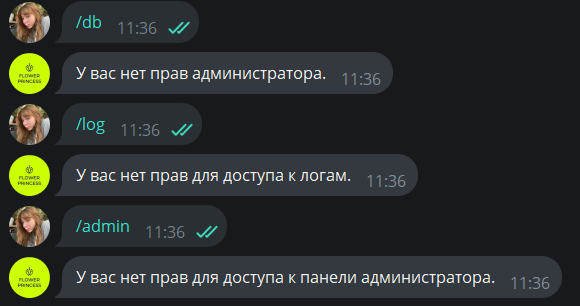 /db 11:36
FLOWER
PRINCESS
У вас нет прав администратора. 11:36
/log 11:36
FLOWER
PRINCESS
У вас нет прав для доступа к логам. 11:36
/admin 11:36
FLOWER
PRINCESS
У вас нет прав для доступа к панели администратора. 11:36